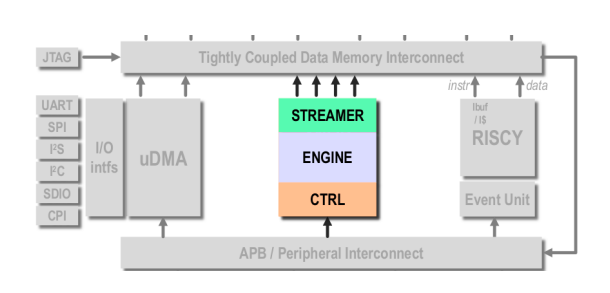 Tightly Coupled Data Memory Interconnect
JTAG
instr
data
UART
SPI
I²S
I²C
SDIO
CPI
I/O
intfs
uDMA
STREAMER
ENGINE
CTRL
Ibuf
/ I$
RISCY
Event Unit
APB / Peripheral Interconnect